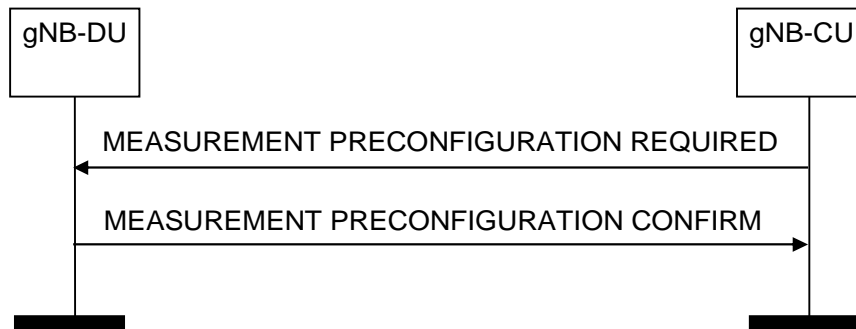 gNB-DU
gNB-CU
MEASUREMENT PRECONFIGURATION REQUIRED
MEASUREMENT PRECONFIGURATION CONFIRM